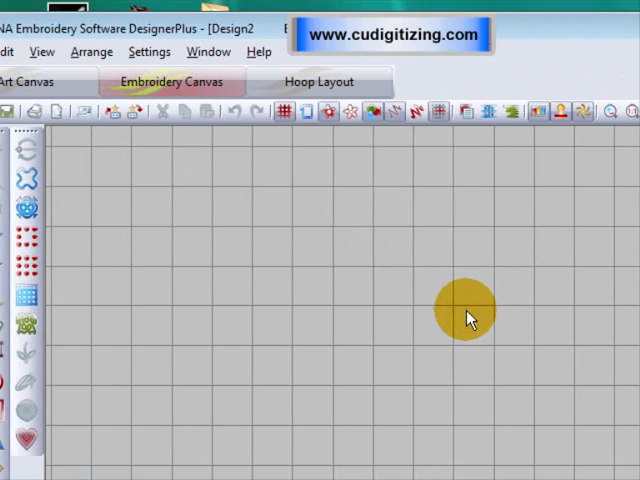 NA Embroidery Software DesignerPlus - [Design2
www.cudigitizing.com
dit View Arrange Settings Window Help
Art Canvas Embroidery Canvas Hoop Layout